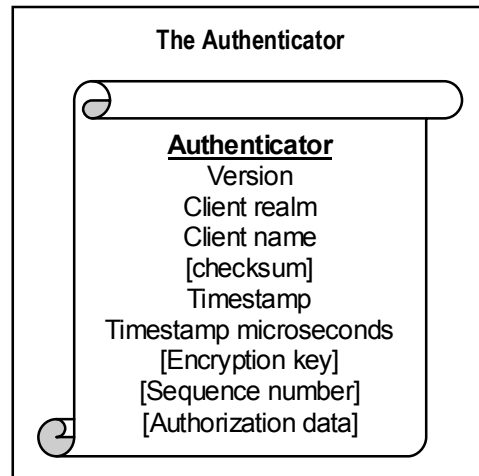 The Authenticator
Authenticator
Version
Client realm
Client name
[checksum]
Timestamp
Timestamp microseconds
[Encryption key]
[Sequence number]
[Authorization data]